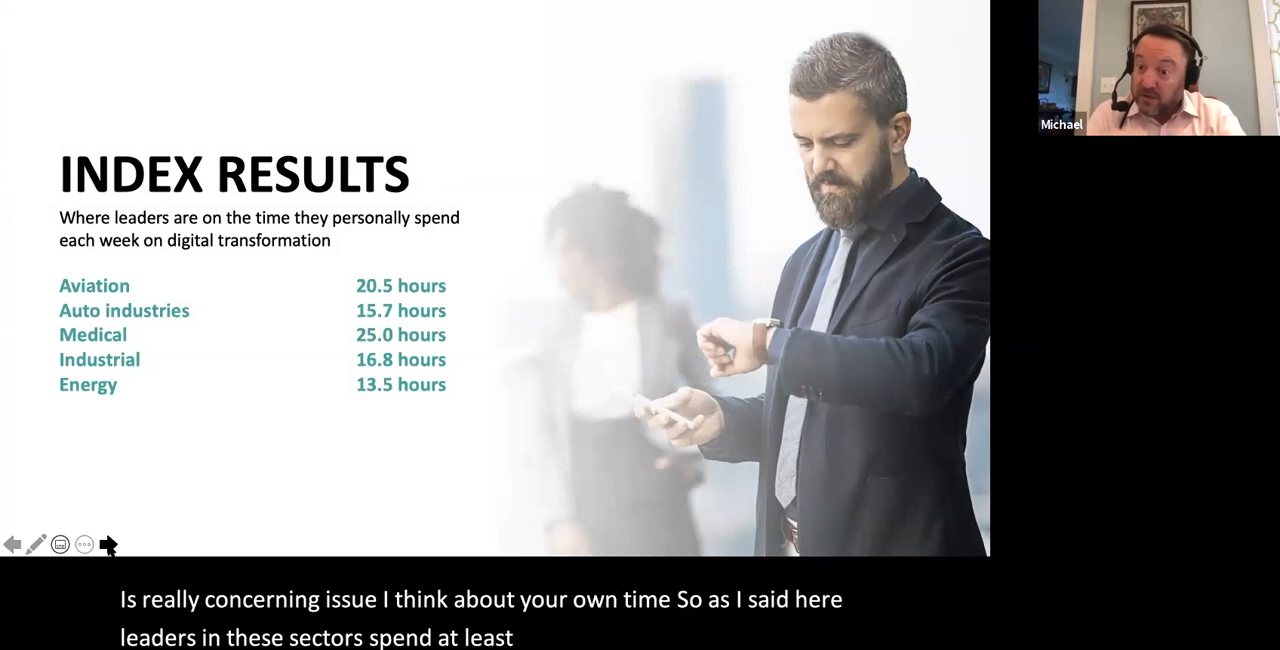 INDEX RESULTS
Where leaders are on the time they personally spend
each week on digital transformation
Aviation 20.5 hours
Auto industries 15.7 hours
Medical 25.0 hours
Industrial 16.8 hours
Energy 13.5 hours
Michael
Is really concerning issue I think about your own time So as I said here
leaders in these sectors spend at least